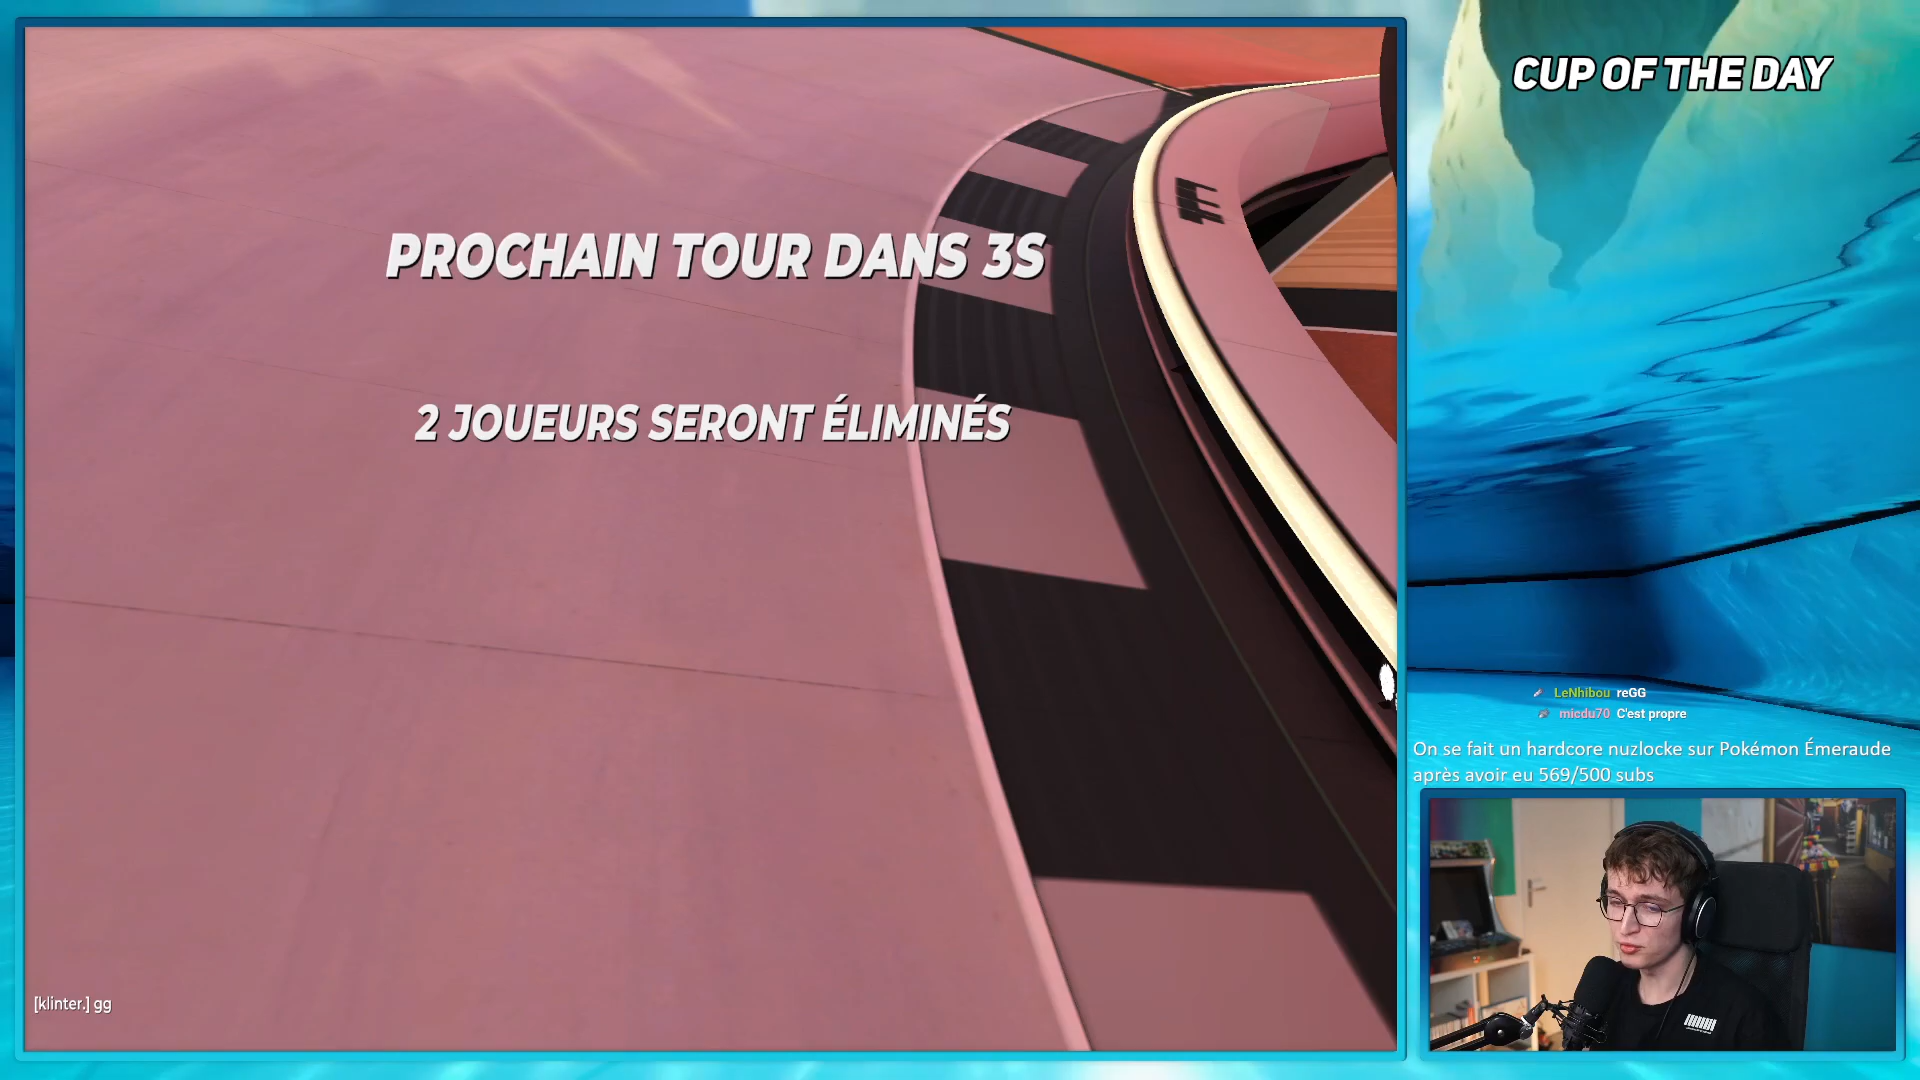 CUP OF THE DAY
PROCHAIN TOUR DANS 3S
2 JOUEURS SERONT ÉLIMINÉS
LeNhibou reGG
micdu70 C'est propre
On se fait un hardcore nuzlocke sur Pokémon Émeraude
après avoir eu 569/500 subs
[klinter.] gg